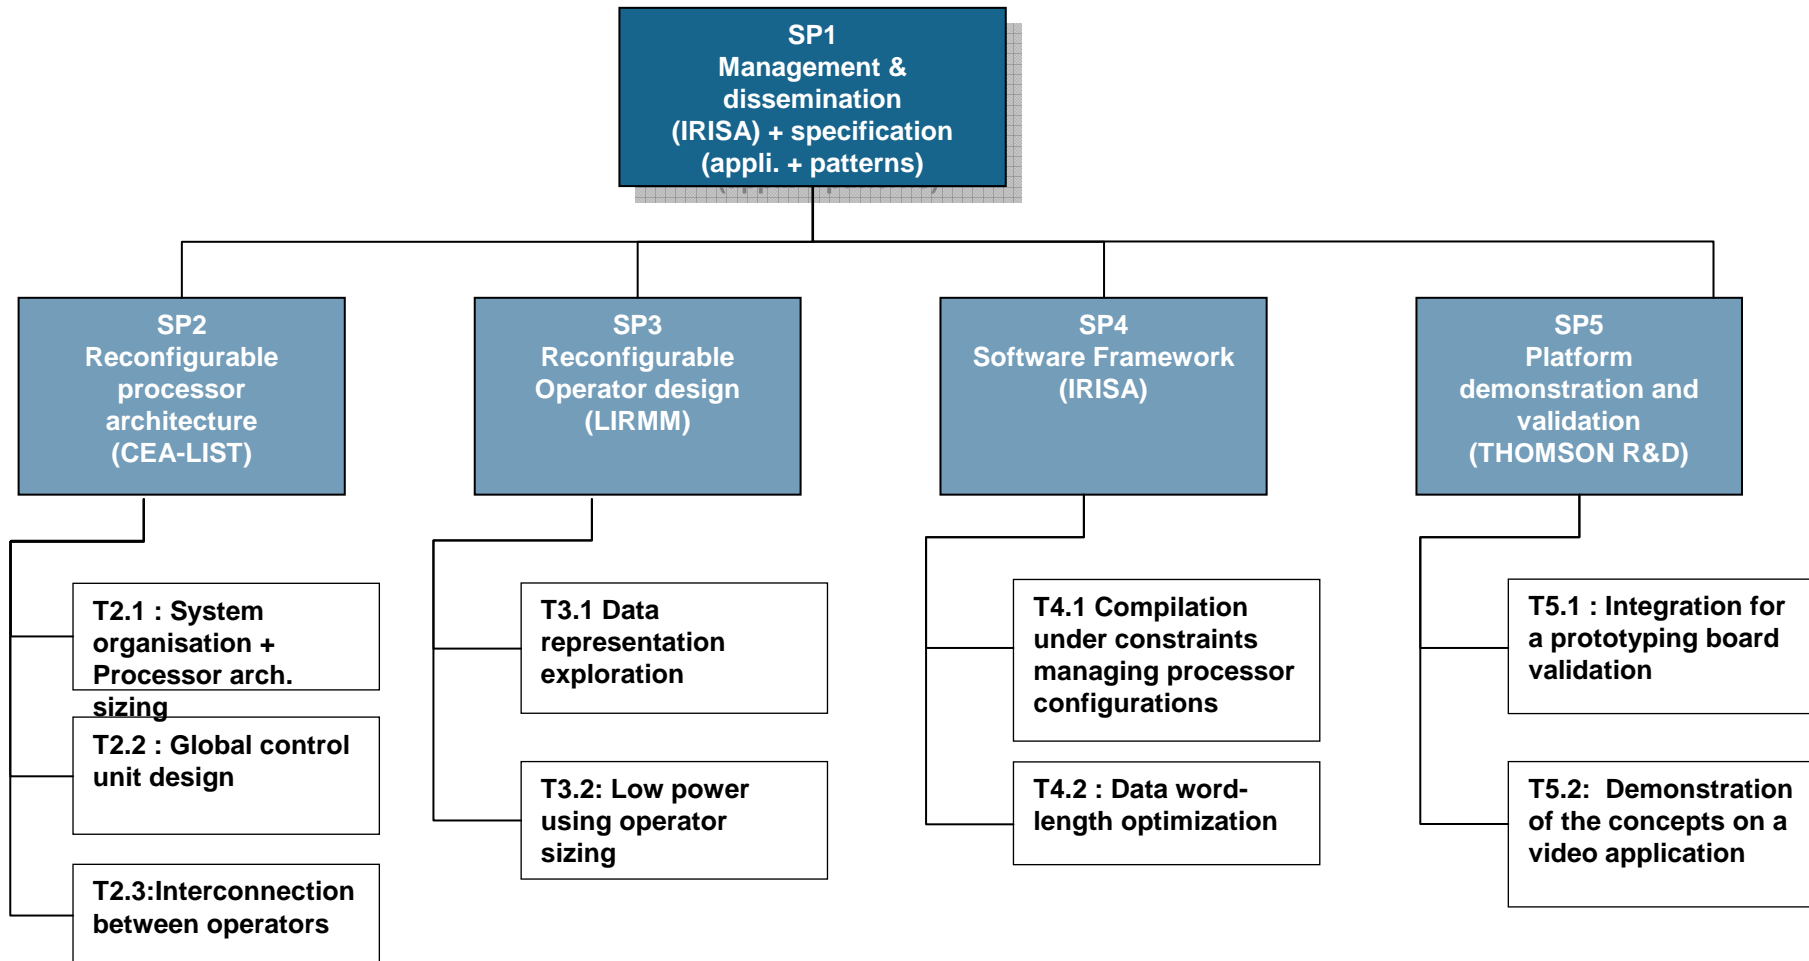 SP1
Management &
dissemination
(IRISA) + specification
(appli. + patterns)
SP2
Reconfigurable
processor
architecture
(CEA-LIST)
SP3
Reconfigurable
Operator design
(LIRMM)
SP4
Software Framework
(IRISA)
SP5
Platform
demonstration and
validation
(THOMSON R&D)
T2.1 : System
organisation +
Processor arch.
sizing
T2.2 : Global control
unit design
T2.3:Interconnection
between operators
T3.1 Data
representation
exploration
T3.2: Low power
using operator
sizing
T4.1 Compilation
under constraints
managing processor
configurations
T4.2 : Data word-
length optimization
T5.1 : Integration for
a prototyping board
validation
T5.2:  Demonstration
of the concepts on a
video application